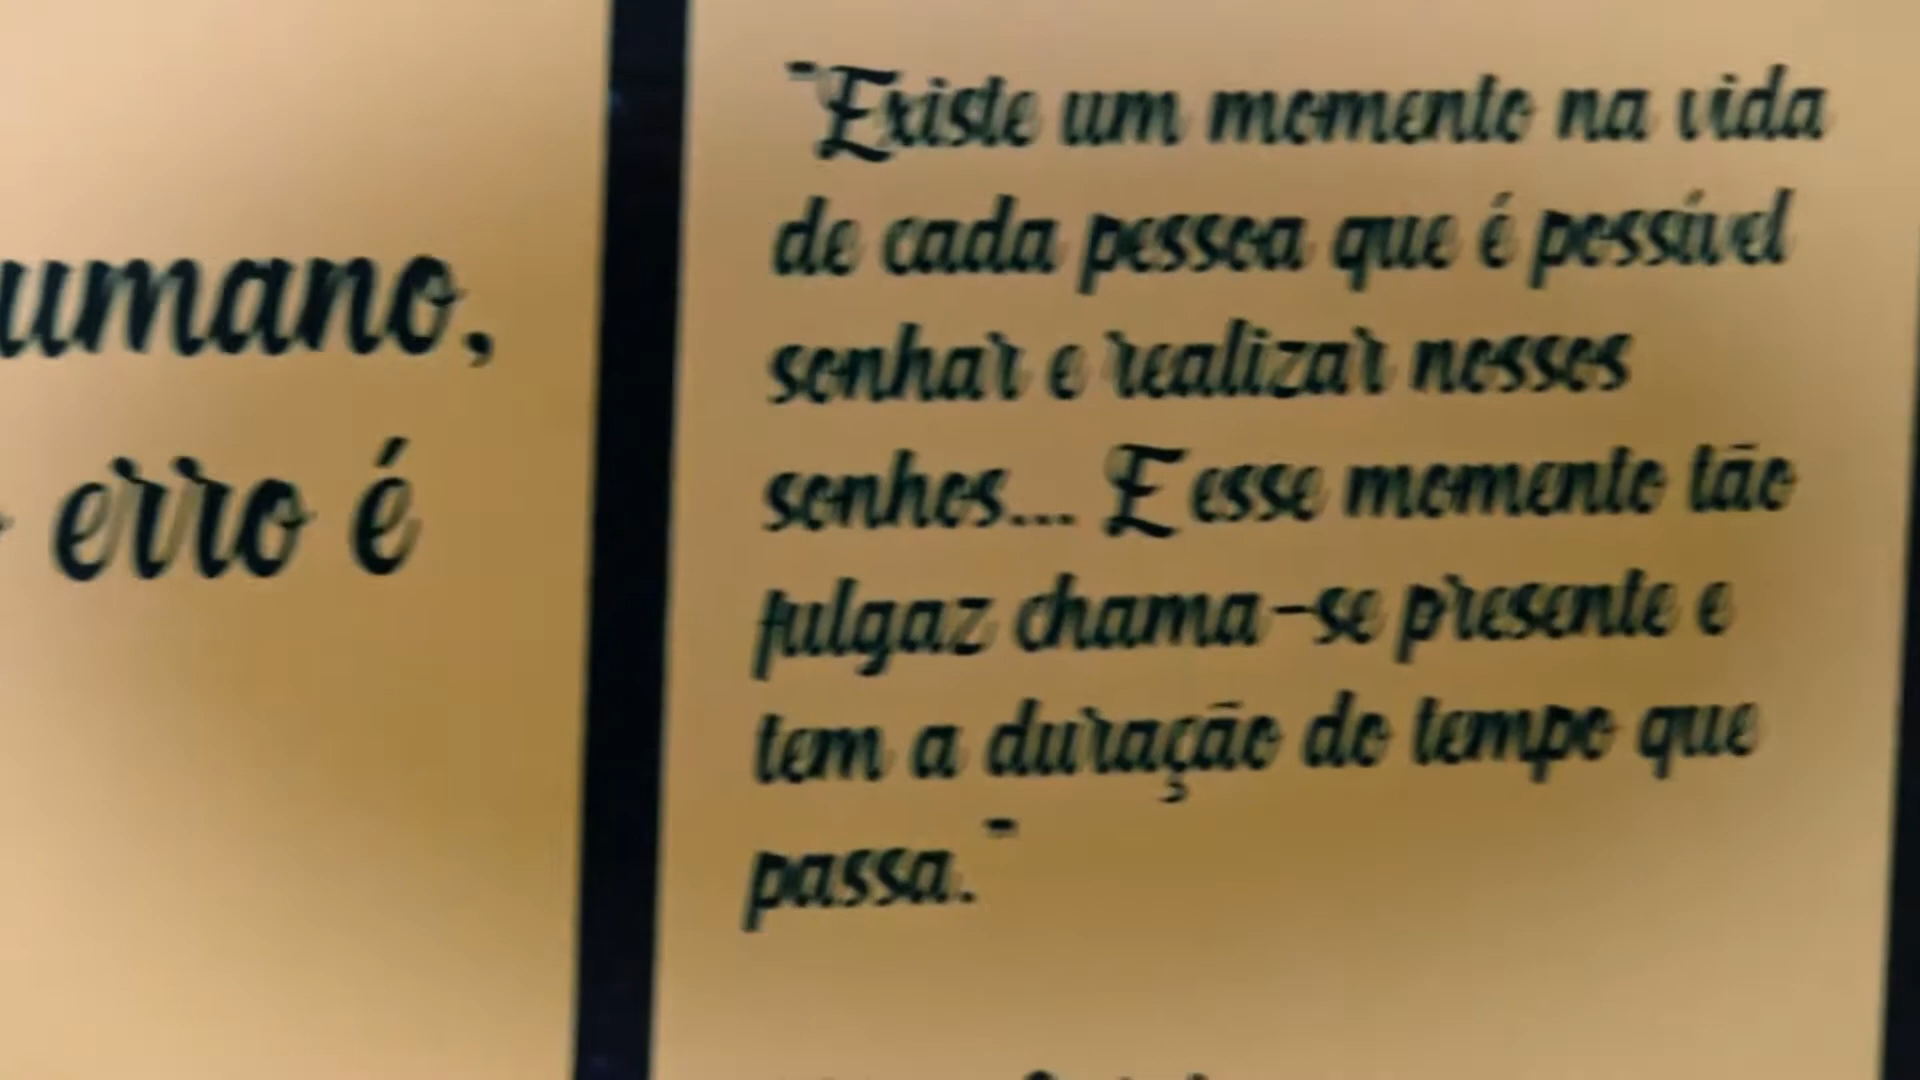 umano,
erro é
"Existe um momento na vida
de cada pessoa que é possível
sonhar e realizar nesses
sonhos... E esse momento tão
fulgaz chama-se presente e
tem a duração do tempo que
passa."